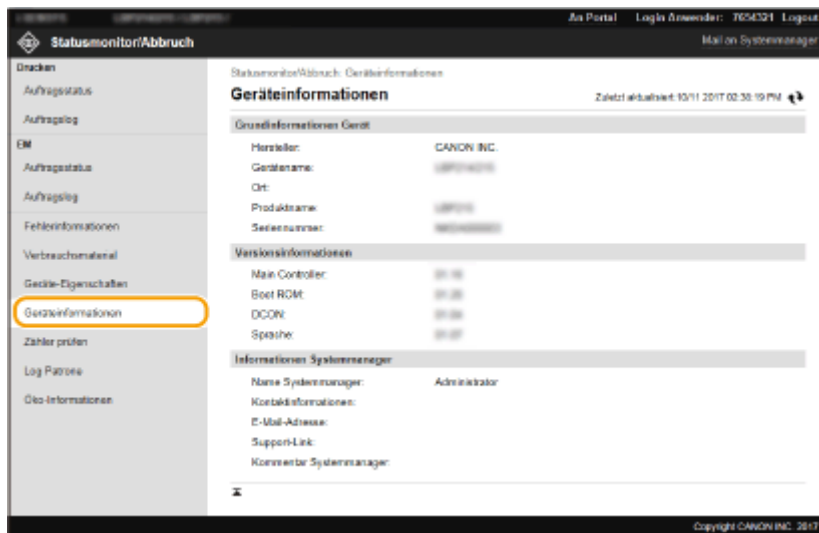 An Portal Login Anwender: 7654321 Logout
Statusmonitor/Abbruch Mail an Systemmanager
Drucken
Auftragsstatus
Auftragslog
EM
Auftragsstatus
Auftragslog
Fehlerinformationen
Verbrauchsmaterial
Geräte-Eigenschaften
Geräteinformationen
Zähler prüfen
Log Patrone
Öko-Informationen
Statusmonitor/Abbruch: Geräteinformationen
Geräteinformationen
Zuletzt aktualisiert: 10/11 2017 02:38:19 PM
Grundinformationen Gerät
Hersteller: CANON INC.
Gerätename:
Ort:
Produktname:
Seriennummer:
Versionsinformationen
Main Controller:
Boot ROM:
DCON:
Sprache:
Informationen Systemmanager
Name Systemmanager: Administrator
Kontaktinformationen:
E-Mail-Adresse:
Support-Link:
Kommentar Systemmanager:
Copyright CANON INC. 2017